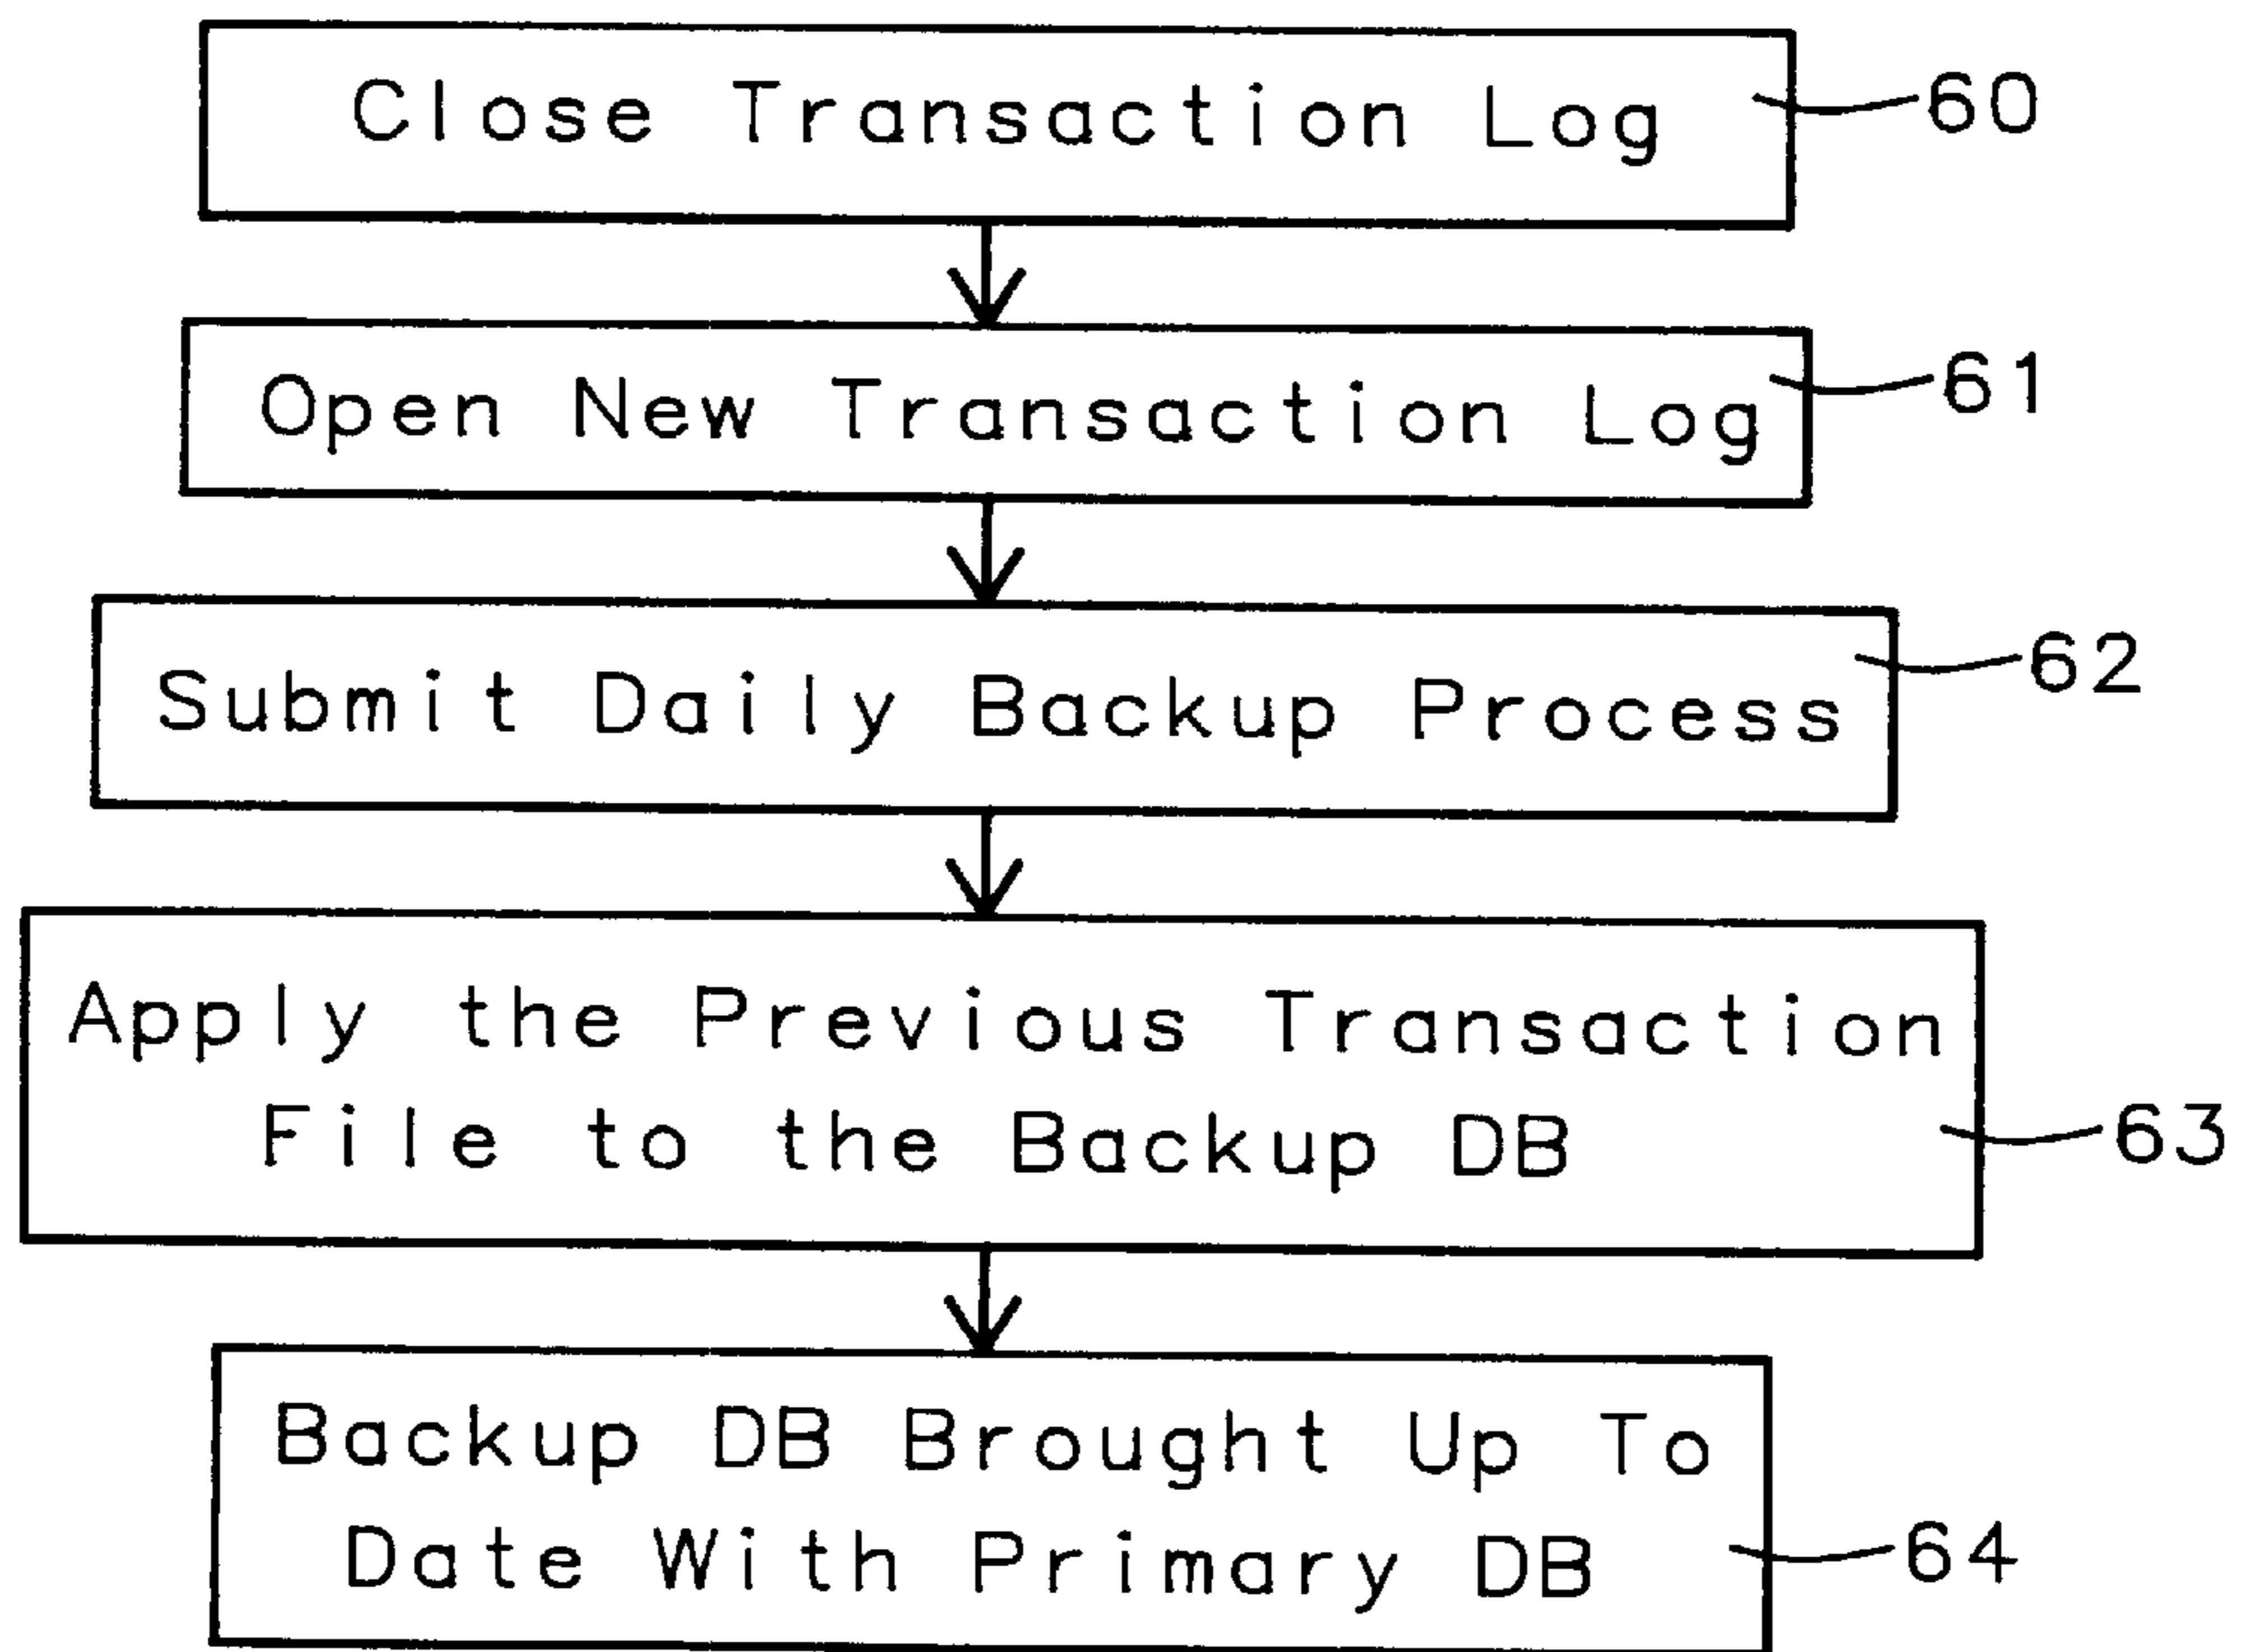 Close Transaction Log 60
Open New Transaction Log 61
Submit Daily Backup Process 62
Apply the Previous Transaction
File to the Backup DB 63
Backup DB Brought Up To
Date With Primary DB 64